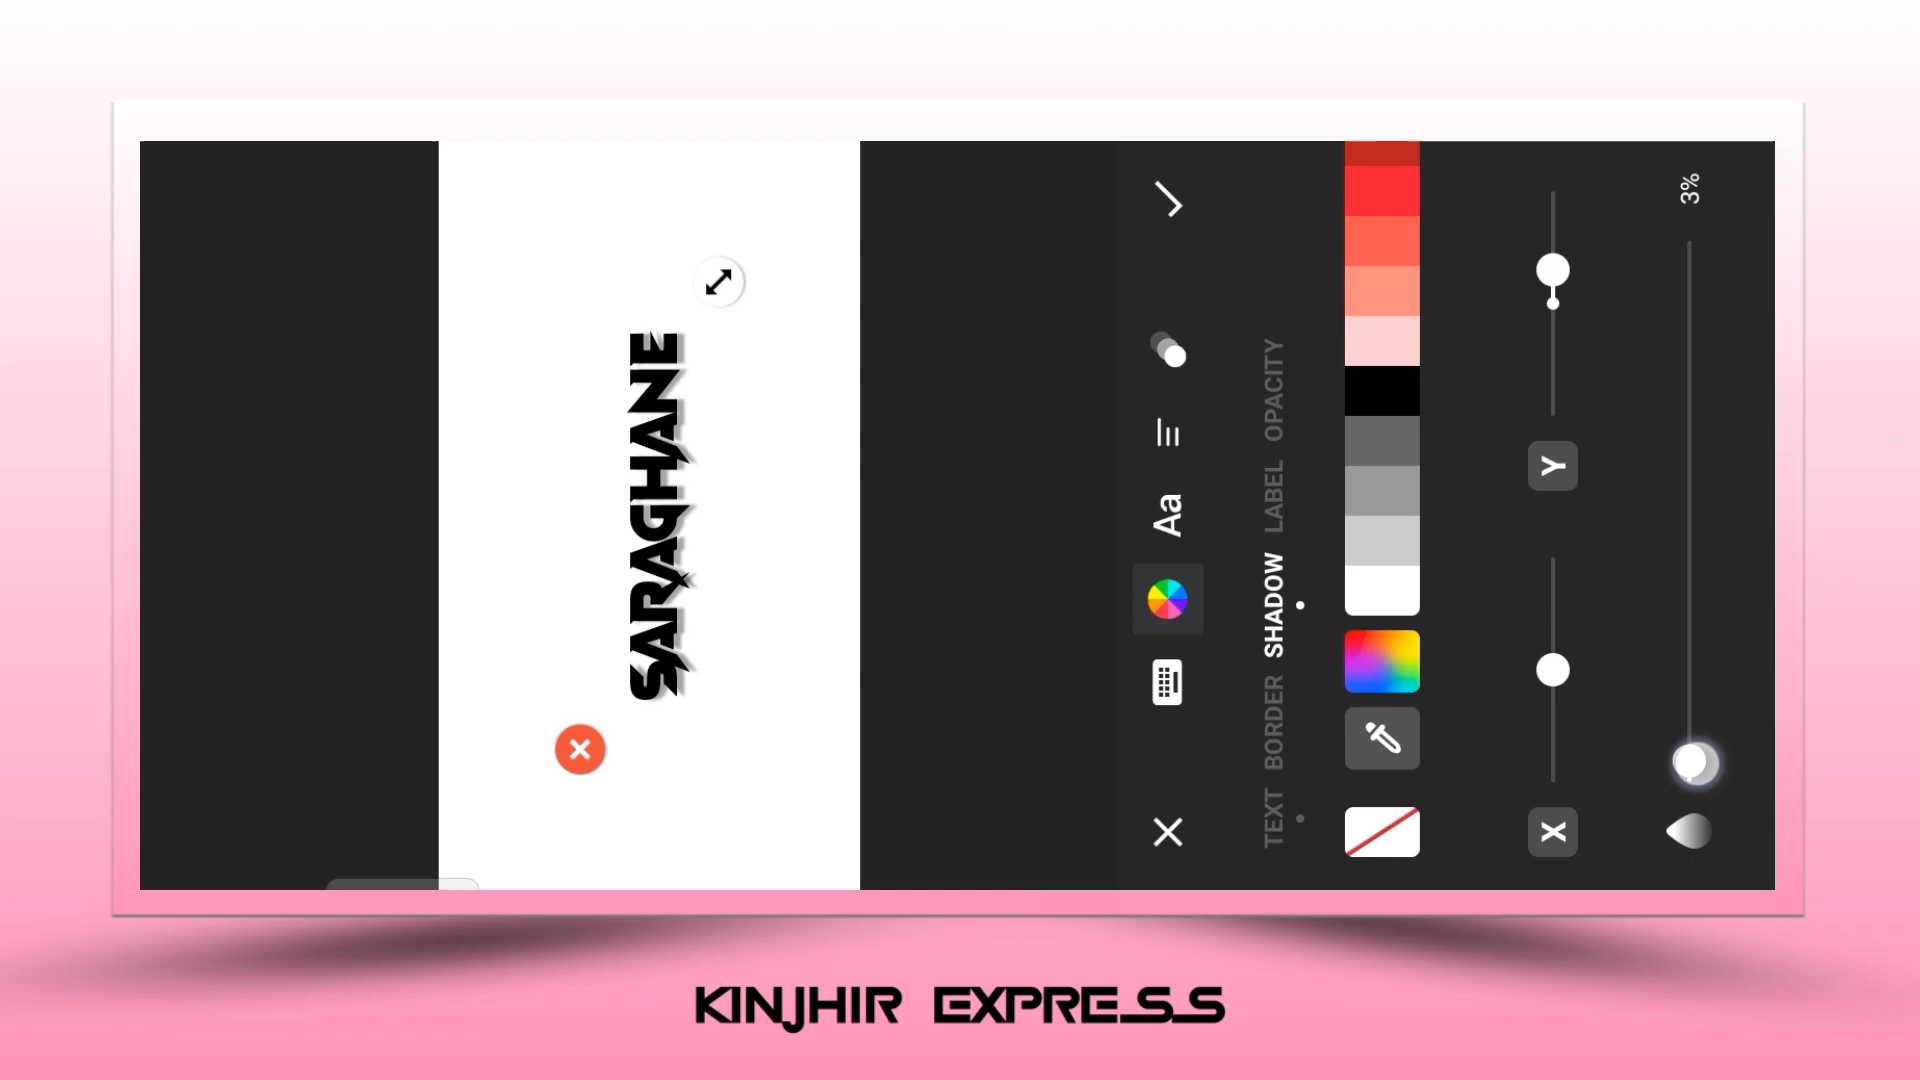 SARAGHANE
Aa
TEXT BORDER SHADOW LABEL OPACITY
X Y
3%
KINJHIR EXPRESS